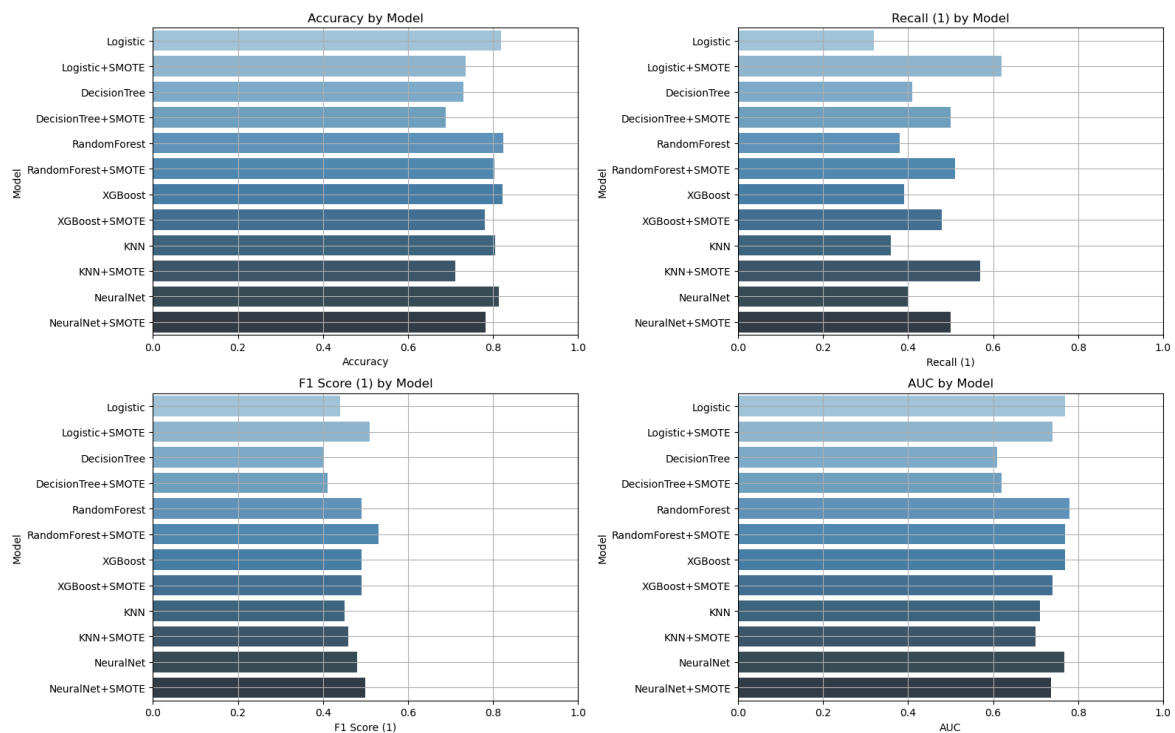 Accuracy by Model
Model
Logistic
Logistic+SMOTE
DecisionTree
DecisionTree+SMOTE
RandomForest
RandomForest+SMOTE
XGBoost
XGBoost+SMOTE
KNN
KNN+SMOTE
NeuralNet
NeuralNet+SMOTE
0.0 0.2 0.4 0.6 0.8 1.0
Accuracy
Recall (1) by Model
Model
Logistic
Logistic+SMOTE
DecisionTree
DecisionTree+SMOTE
RandomForest
RandomForest+SMOTE
XGBoost
XGBoost+SMOTE
KNN
KNN+SMOTE
NeuralNet
NeuralNet+SMOTE
0.0 0.2 0.4 0.6 0.8 1.0
Recall (1)
F1 Score (1) by Model
Model
Logistic
Logistic+SMOTE
DecisionTree
DecisionTree+SMOTE
RandomForest
RandomForest+SMOTE
XGBoost
XGBoost+SMOTE
KNN
KNN+SMOTE
NeuralNet
NeuralNet+SMOTE
0.0 0.2 0.4 0.6 0.8 1.0
F1 Score (1)
AUC by Model
Model
Logistic
Logistic+SMOTE
DecisionTree
DecisionTree+SMOTE
RandomForest
RandomForest+SMOTE
XGBoost
XGBoost+SMOTE
KNN
KNN+SMOTE
NeuralNet
NeuralNet+SMOTE
0.0 0.2 0.4 0.6 0.8 1.0
AUC